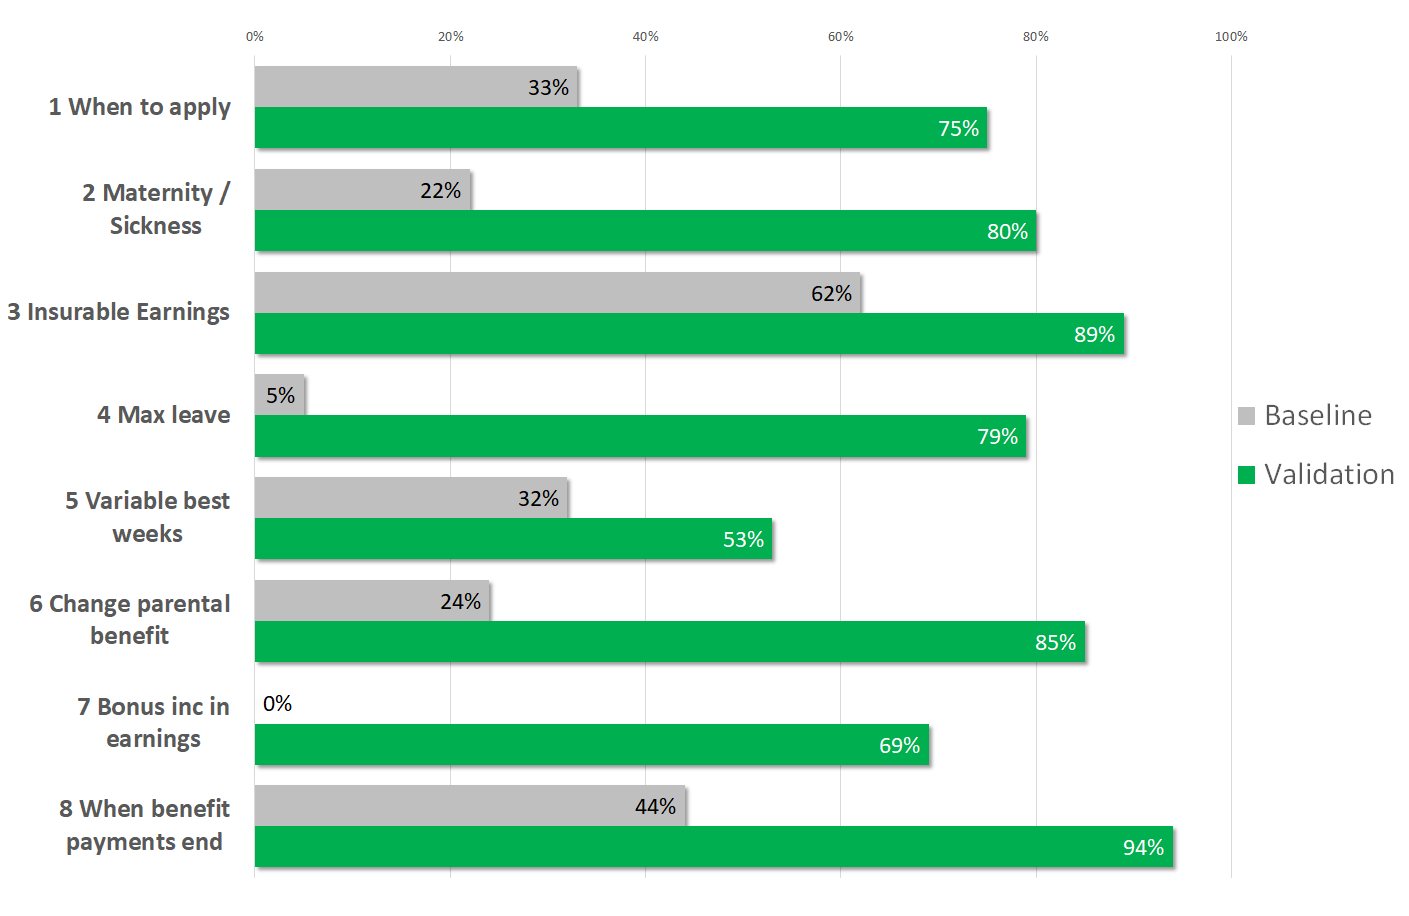 0% 20% 40% 60% 80% 100%
1 When to apply
33%
75%
2 Maternity /
Sickness
22%
80%
3 Insurable Earnings
62%
89%
4 Max leave
5%
79%
5 Variable best
weeks
32%
53%
6 Change parental
benefit
24%
85%
7 Bonus inc in
earnings
0%
69%
8 When benefit
payments end
44%
94%
Baseline
Validation